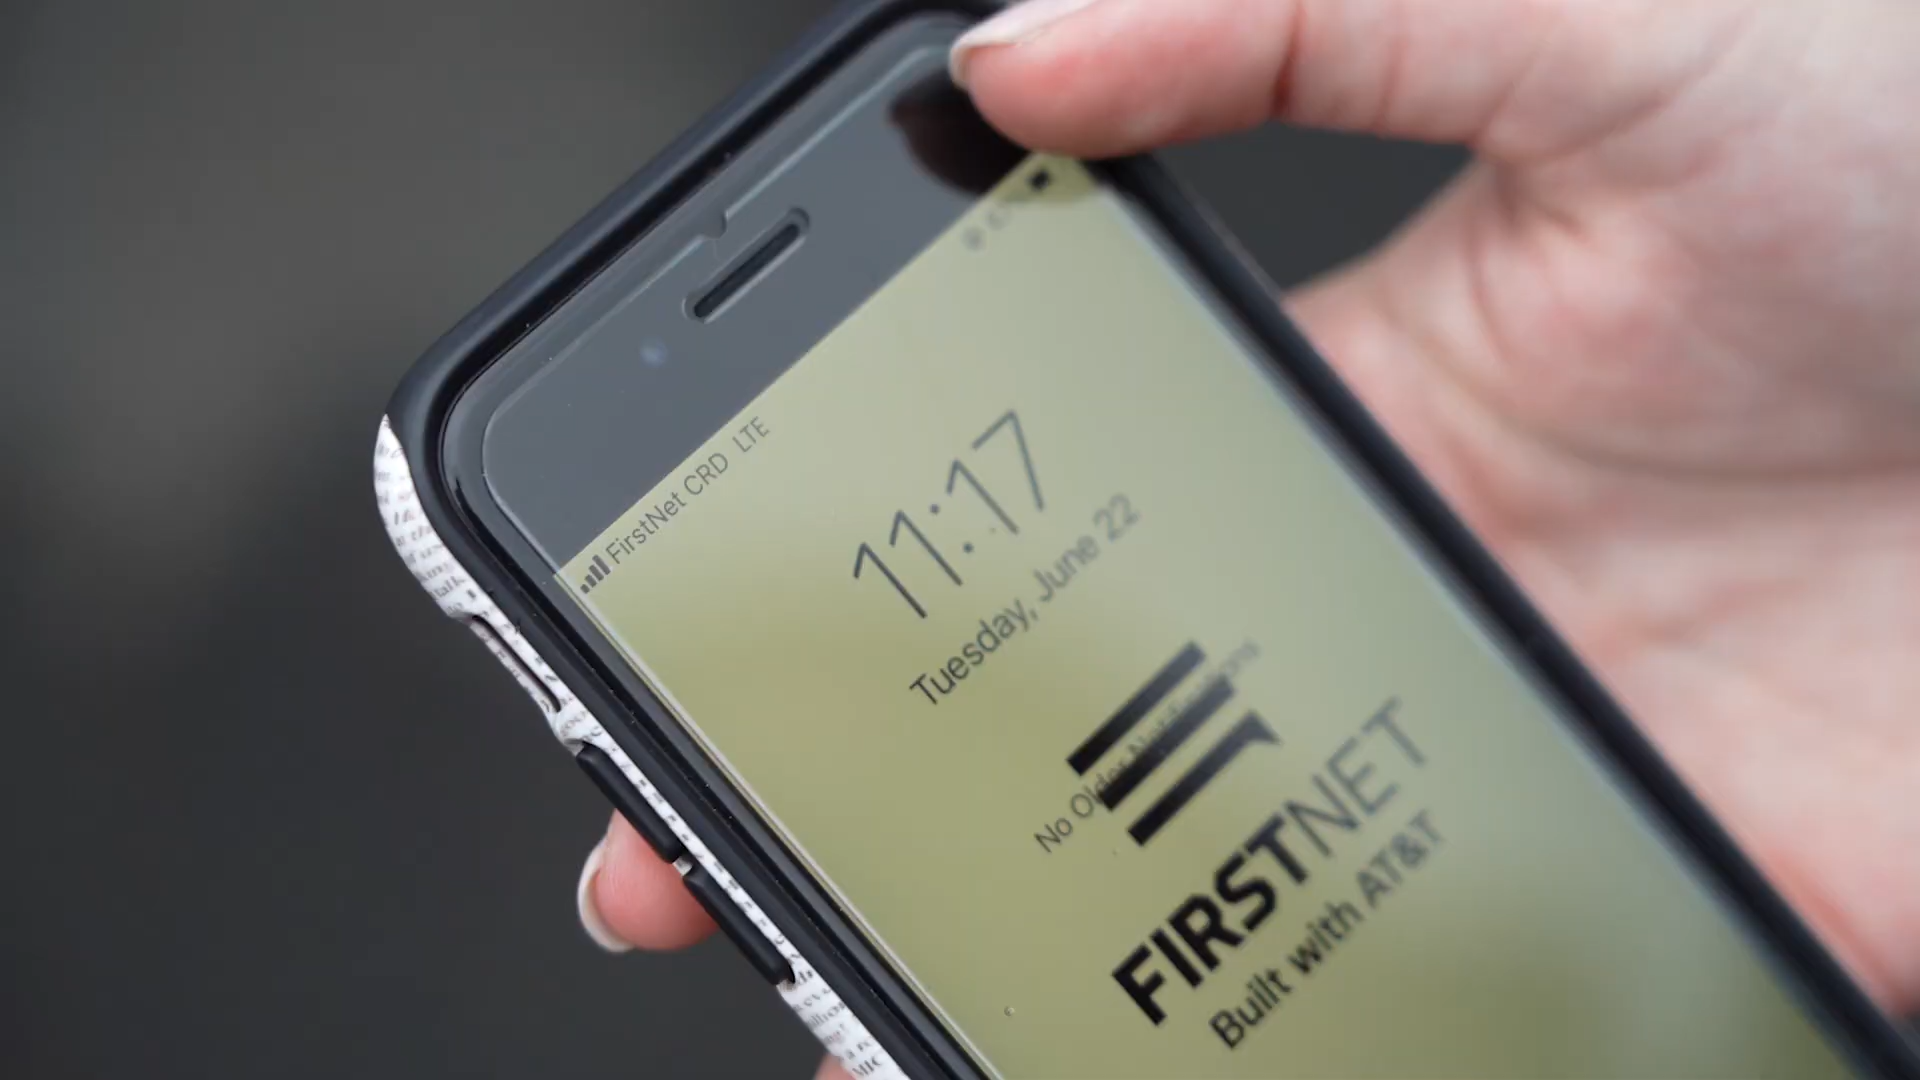 FirstNet CRD LTE
11:17
Tuesday, June 22
No Older Notifications
FIRSTNET
Built with AT&T